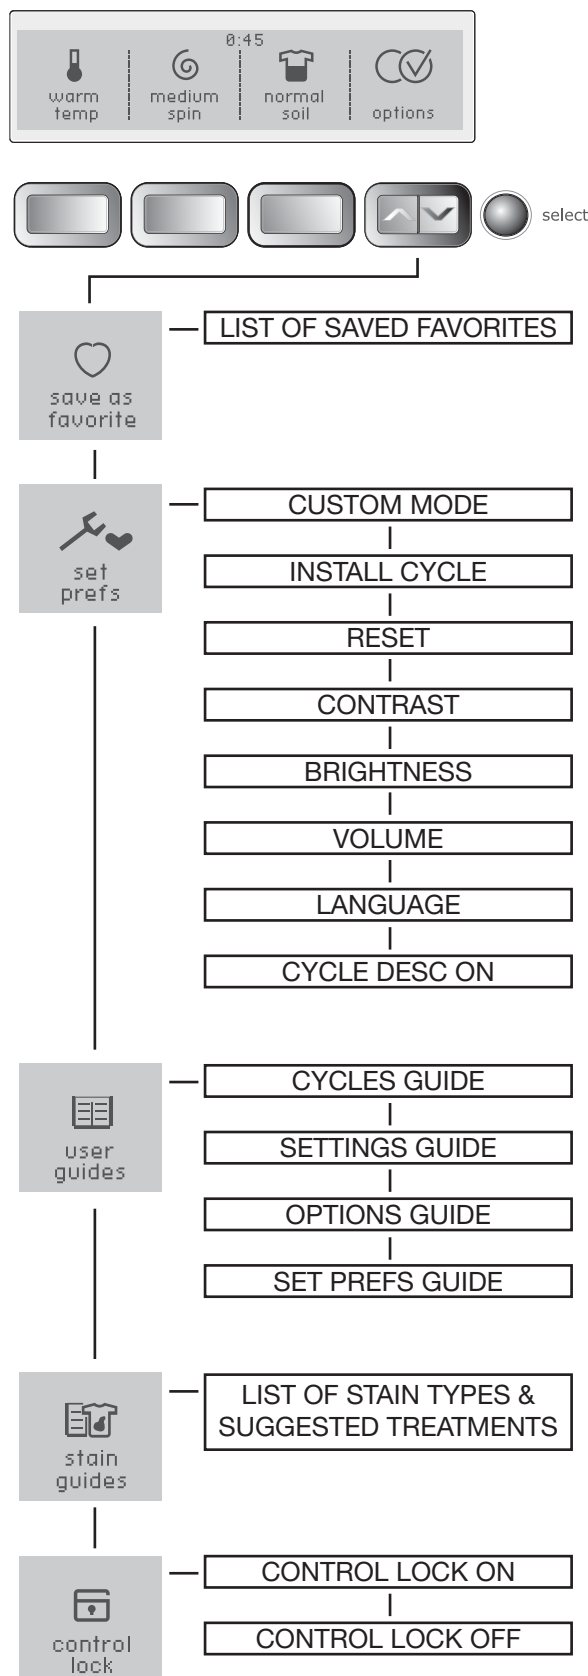 0:45
warm temp
medium spin
normal soil
options
select
save as
favorite
LIST OF SAVED FAVORITES
set
prefs
CUSTOM MODE
INSTALL CYCLE
RESET
CONTRAST
BRIGHTNESS
VOLUME
LANGUAGE
CYCLE DESC ON
user
guides
CYCLES GUIDE
SETTINGS GUIDE
OPTIONS GUIDE
SET PREFS GUIDE
stain
guides
LIST OF STAIN TYPES &
SUGGESTED TREATMENTS
control
lock
CONTROL LOCK ON
CONTROL LOCK OFF